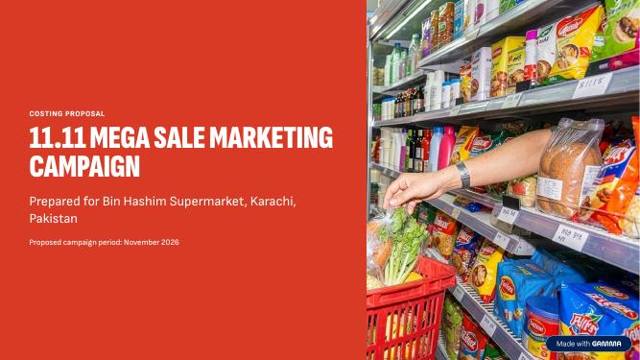 COSTING PROPOSAL
11.11 MEGA SALE MARKETING
CAMPAIGN
Prepared for Bin Hashim Supermarket, Karachi,
Pakistan
Proposed campaign period: November 2026
Made with GAMMA